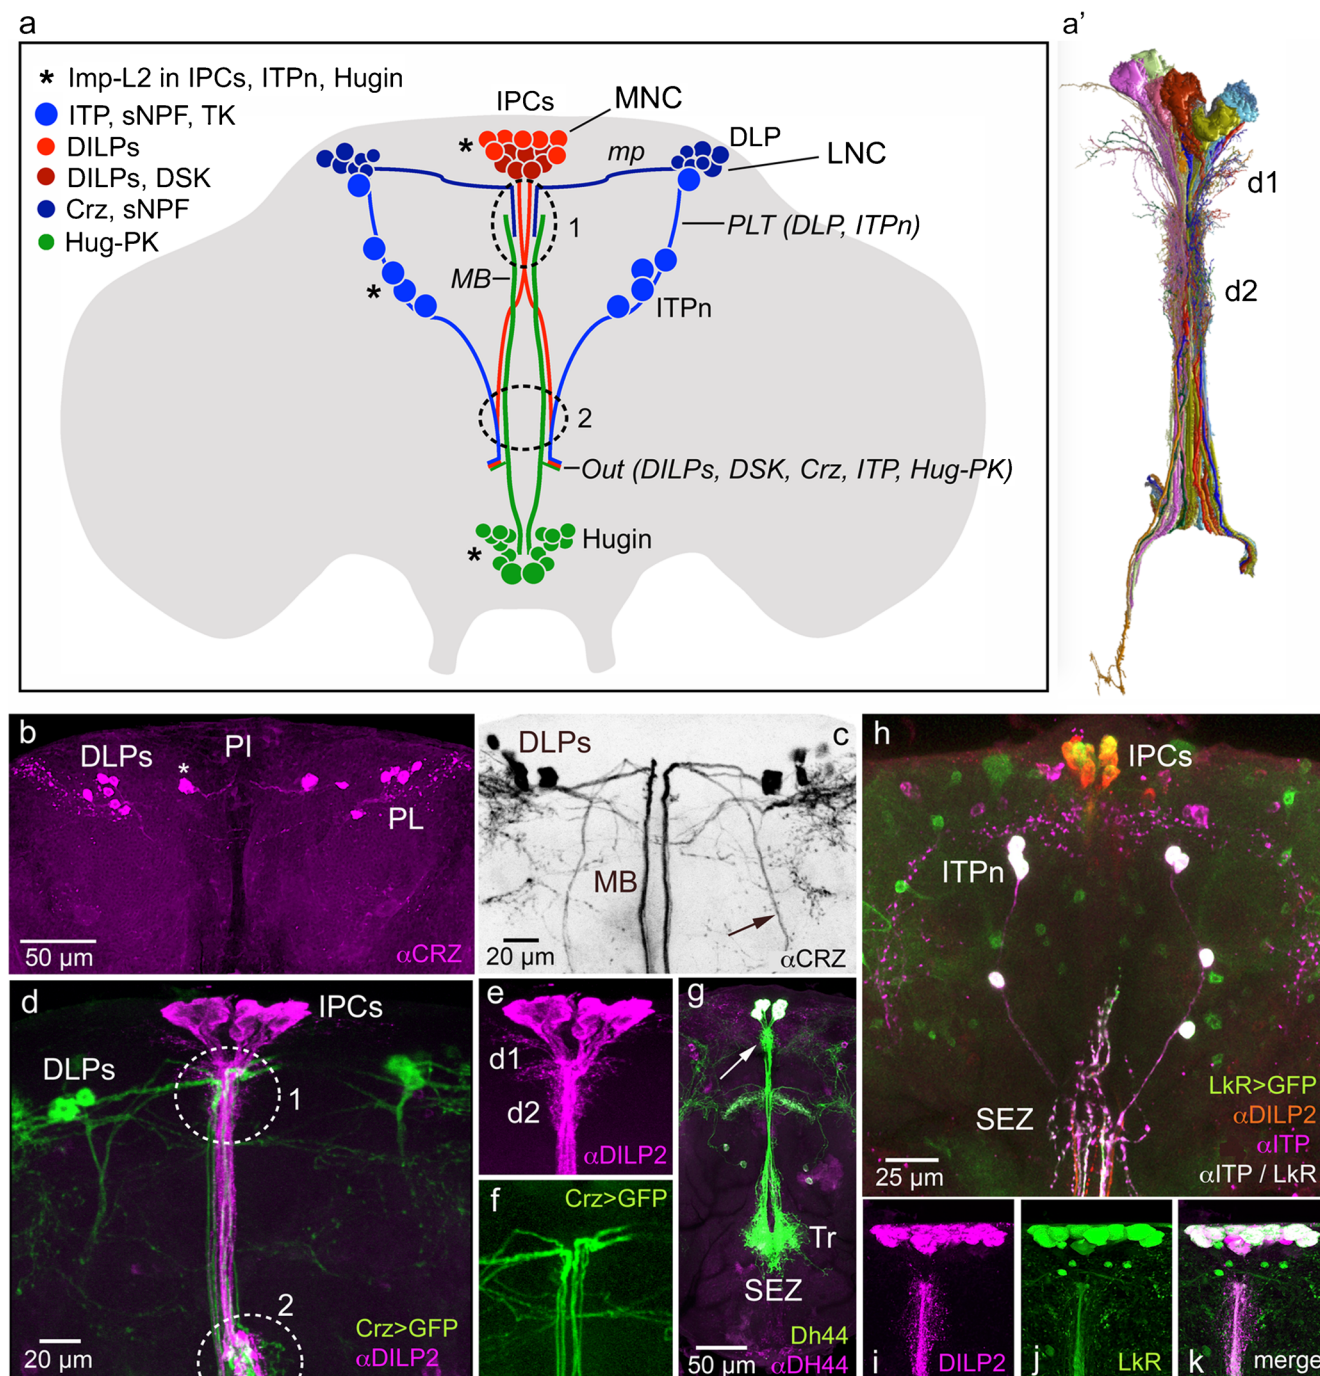 a
* Imp-L2 in IPCs, ITPn, Hugin
ITP, sNPF, TK
DILPs
DILPs, DSK
Crz, sNPF
Hug-PK
IPCs
MNC
*
mp
DLP
LNC
1
PLT (DLP, ITPn)
MB
*
ITPn
2
Out (DILPs, DSK, Crz, ITP, Hug-PK)
Hugin
*
a’
d1
d2
b
PI
DLPs
*
PL
50 µm
αCRZ
c
DLPs
MB
20 µm
αCRZ
d
IPCs
DLPs
1
2
Crz>GFP
αDILP2
20 µm
e
d1
d2
αDILP2
f
Crz>GFP
g
Tr
SEZ
Dh44
αDH44
50 µm
h
IPCs
ITPn
LkR>GFP
αDILP2
αITP
αITP / LkR
SEZ
25 µm
i
DILP2
j
LkR
k
merge